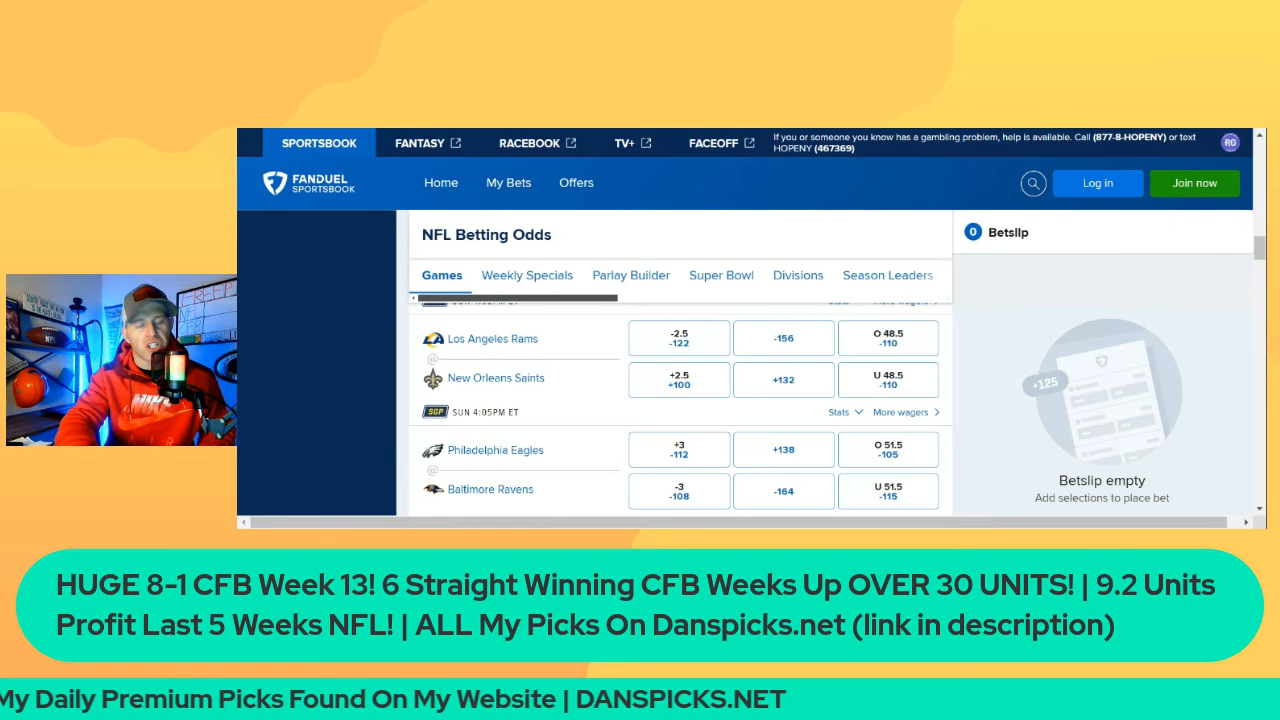 SPORTSBOOK FANTASY RACEBOOK TV+ FACEOFF
If you or someone you know has a gambling problem, help is available. Call (877-8-HOPENY) or text
HOPENY (467369)
RG
FANDUEL
SPORTSBOOK
Home My Bets Offers
Log in Join now
NFL Betting Odds
0 Betslip
Games Weekly Specials Parlay Builder Super Bowl Divisions Season Leaders
Los Angeles Rams
-2.5
-122
-156
O 48.5
-110
@
New Orleans Saints
+2.5
+100
+132
U 48.5
-110
SGP SUN 4:05PM ET Stats More wagers
Philadelphia Eagles
+3
-112
+138
O 51.5
-105
@
Baltimore Ravens
-3
-108
-164
U 51.5
-115
+125
Betslip empty
Add selections to place bet
HUGE 8-1 CFB Week 13! 6 Straight Winning CFB Weeks Up OVER 30 UNITS! | 9.2 Units
Profit Last 5 Weeks NFL! | ALL My Picks On Danspicks.net (link in description)
My Daily Premium Picks Found On My Website | DANSPICKS.NET